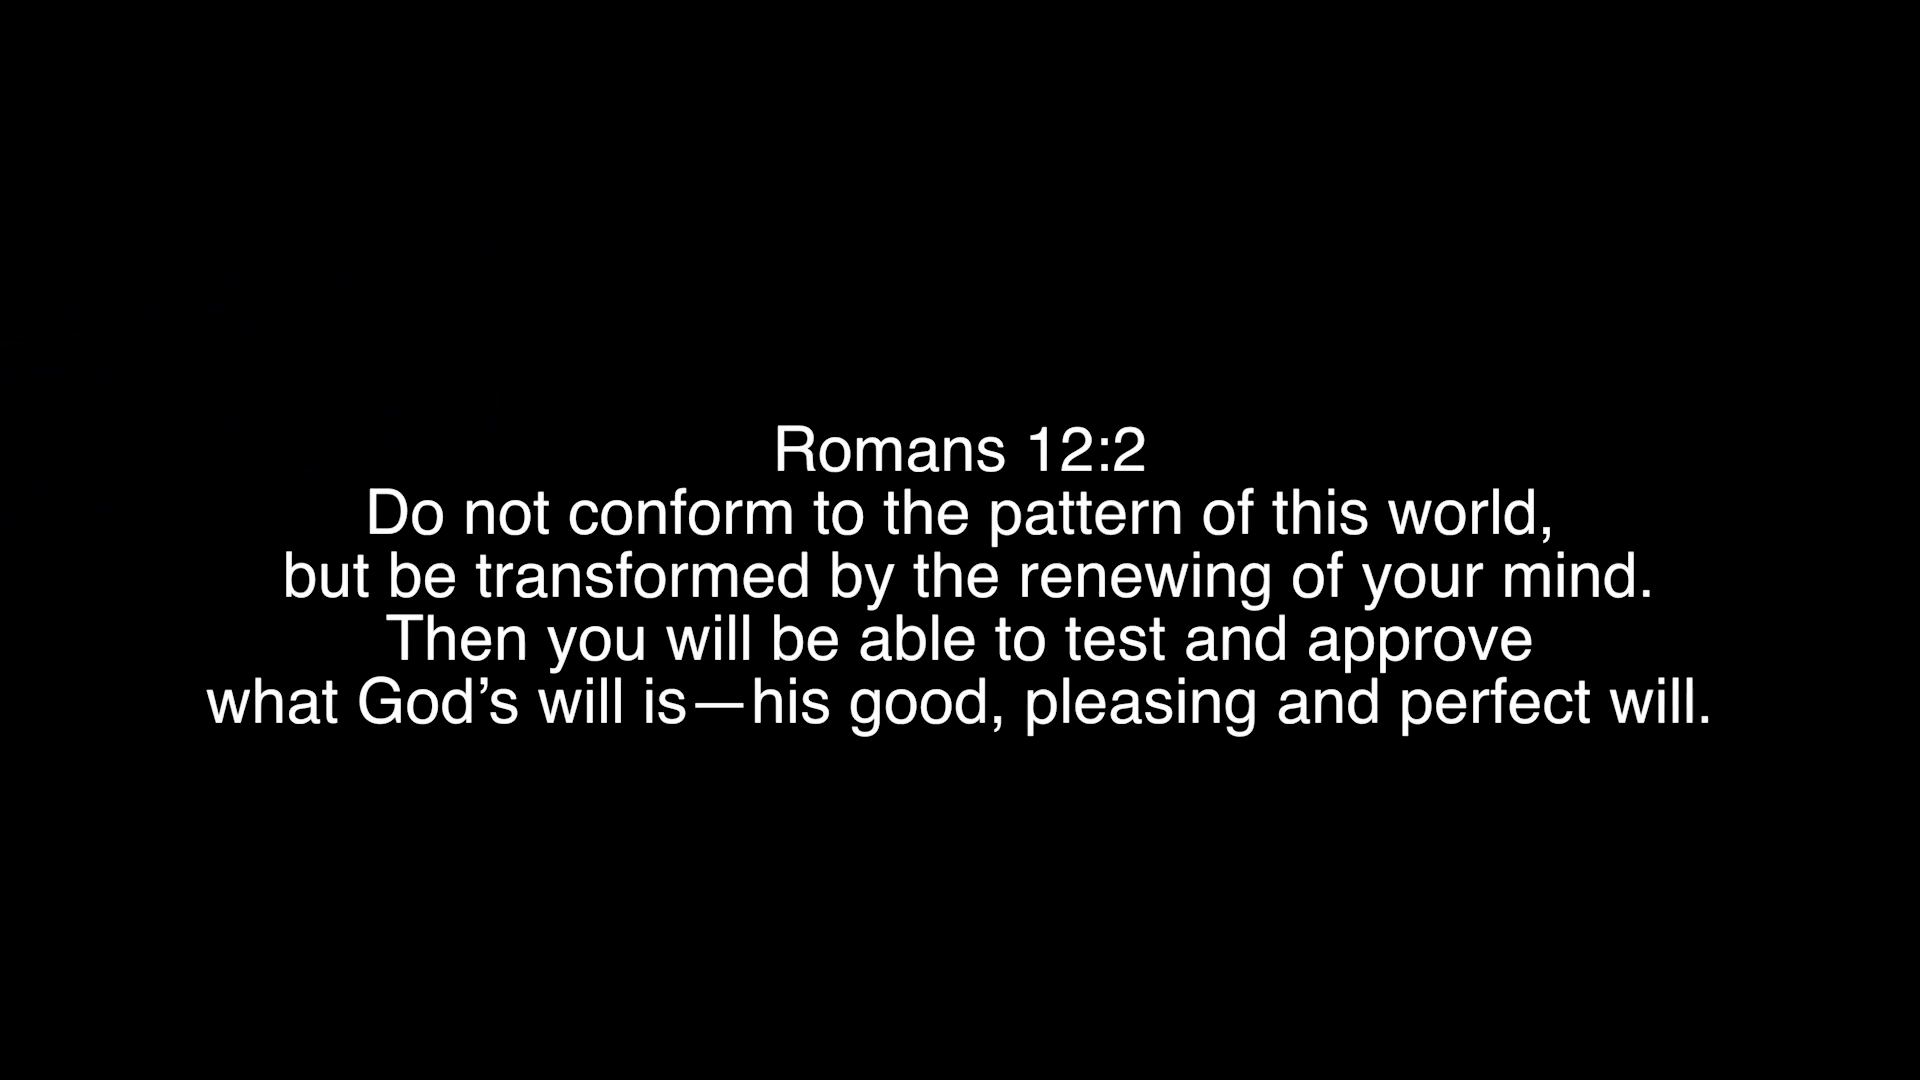 Romans 12:2
Do not conform to the pattern of this world,
but be transformed by the renewing of your mind.
Then you will be able to test and approve
what God’s will is—his good, pleasing and perfect will.